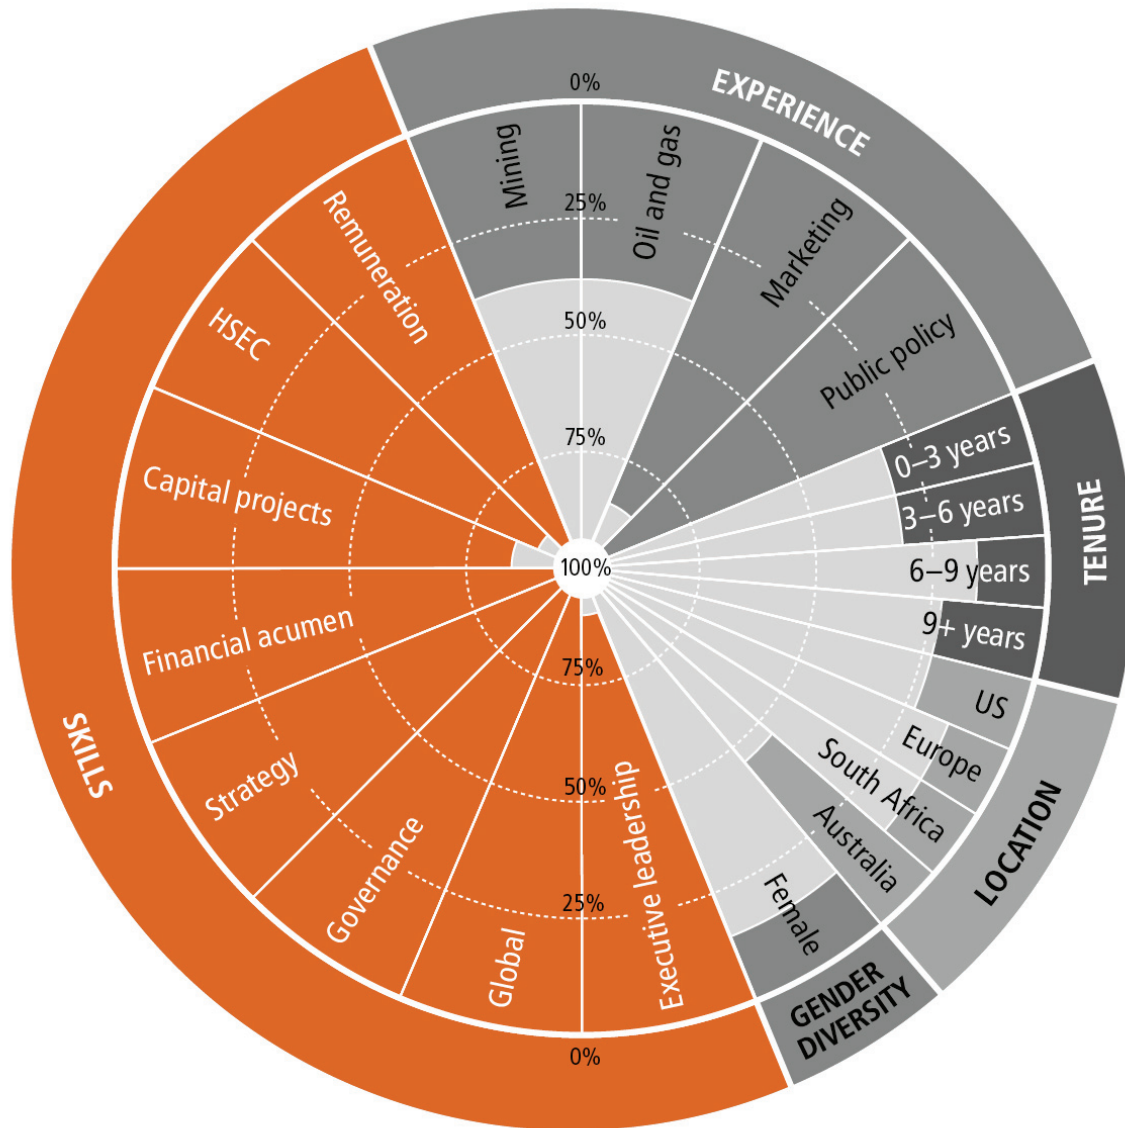 EXPERIENCE
0%
Mining
Oil and gas
Marketing
Public policy
25%
50%
75%
100%
TENURE
0–3 years
3–6 years
6–9 years
9+ years
LOCATION
US
Europe
South Africa
Australia
GENDER
DIVERSITY
Female
SKILLS
Remuneration
HSEC
Capital projects
Financial acumen
Strategy
Governance
Global
Executive leadership
75%
50%
25%
0%